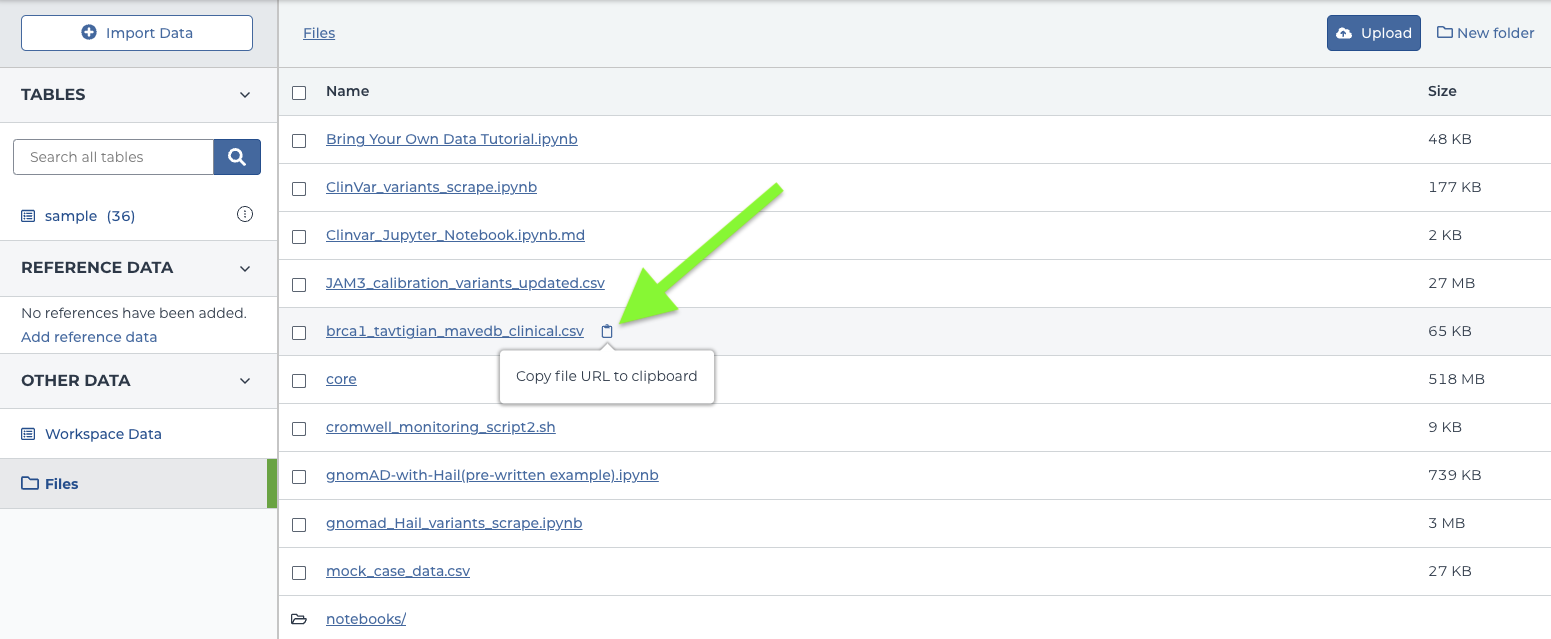 Import Data
Files
Upload
New folder
TABLES
Name
Size
Bring Your Own Data Tutorial.ipynb
48 KB
Search all tables
ClinVar_variants_scrape.ipynb
177 KB
sample (36)
Clinvar_Jupyter_Notebook.ipynb.md
2 KB
REFERENCE DATA
JAM3_calibration_variants_updated.csv
27 MB
No references have been added.
Add reference data
brca1_tavtigian_mavedb_clinical.csv
65 KB
Copy file URL to clipboard
OTHER DATA
core
518 MB
Workspace Data
cromwell_monitoring_script2.sh
9 KB
Files
gnomAD-with-Hail(pre-written example).ipynb
739 KB
gnomad_Hail_variants_scrape.ipynb
3 MB
mock_case_data.csv
27 KB
notebooks/